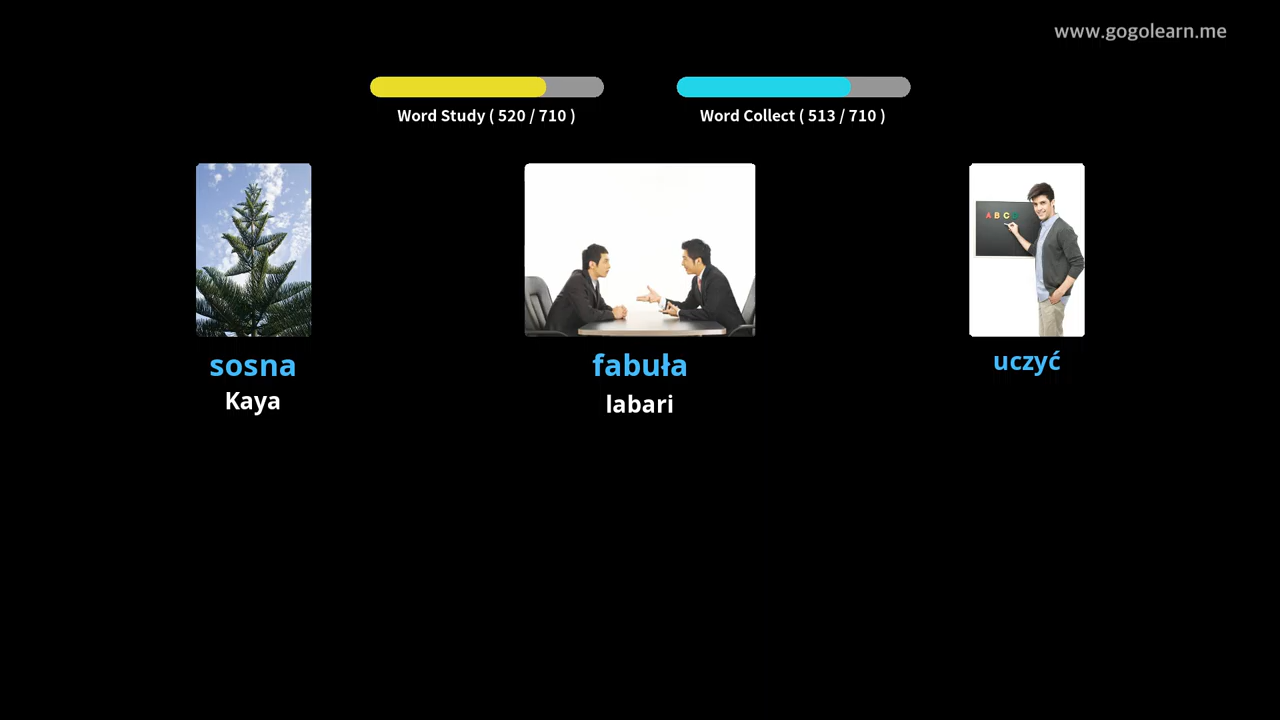 www.gogolearn.me
Word Study ( 520 / 710 )
Word Collect ( 513 / 710 )
A B C
sosna
Kaya
fabuła
labari
uczyć